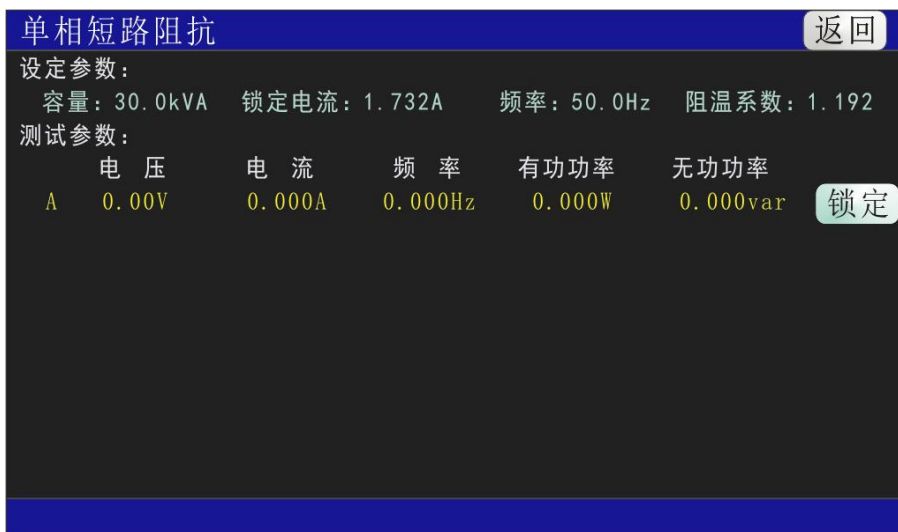 单相短路阻抗 返回
设定参数:
容量: 30.0kVA 锁定电流: 1.732A 频率: 50.0Hz 阻温系数: 1.192
测试参数:
电 压 电 流 频 率 有功功率 无功功率
A 0.00V 0.000A 0.000Hz 0.000W 0.000var 锁定